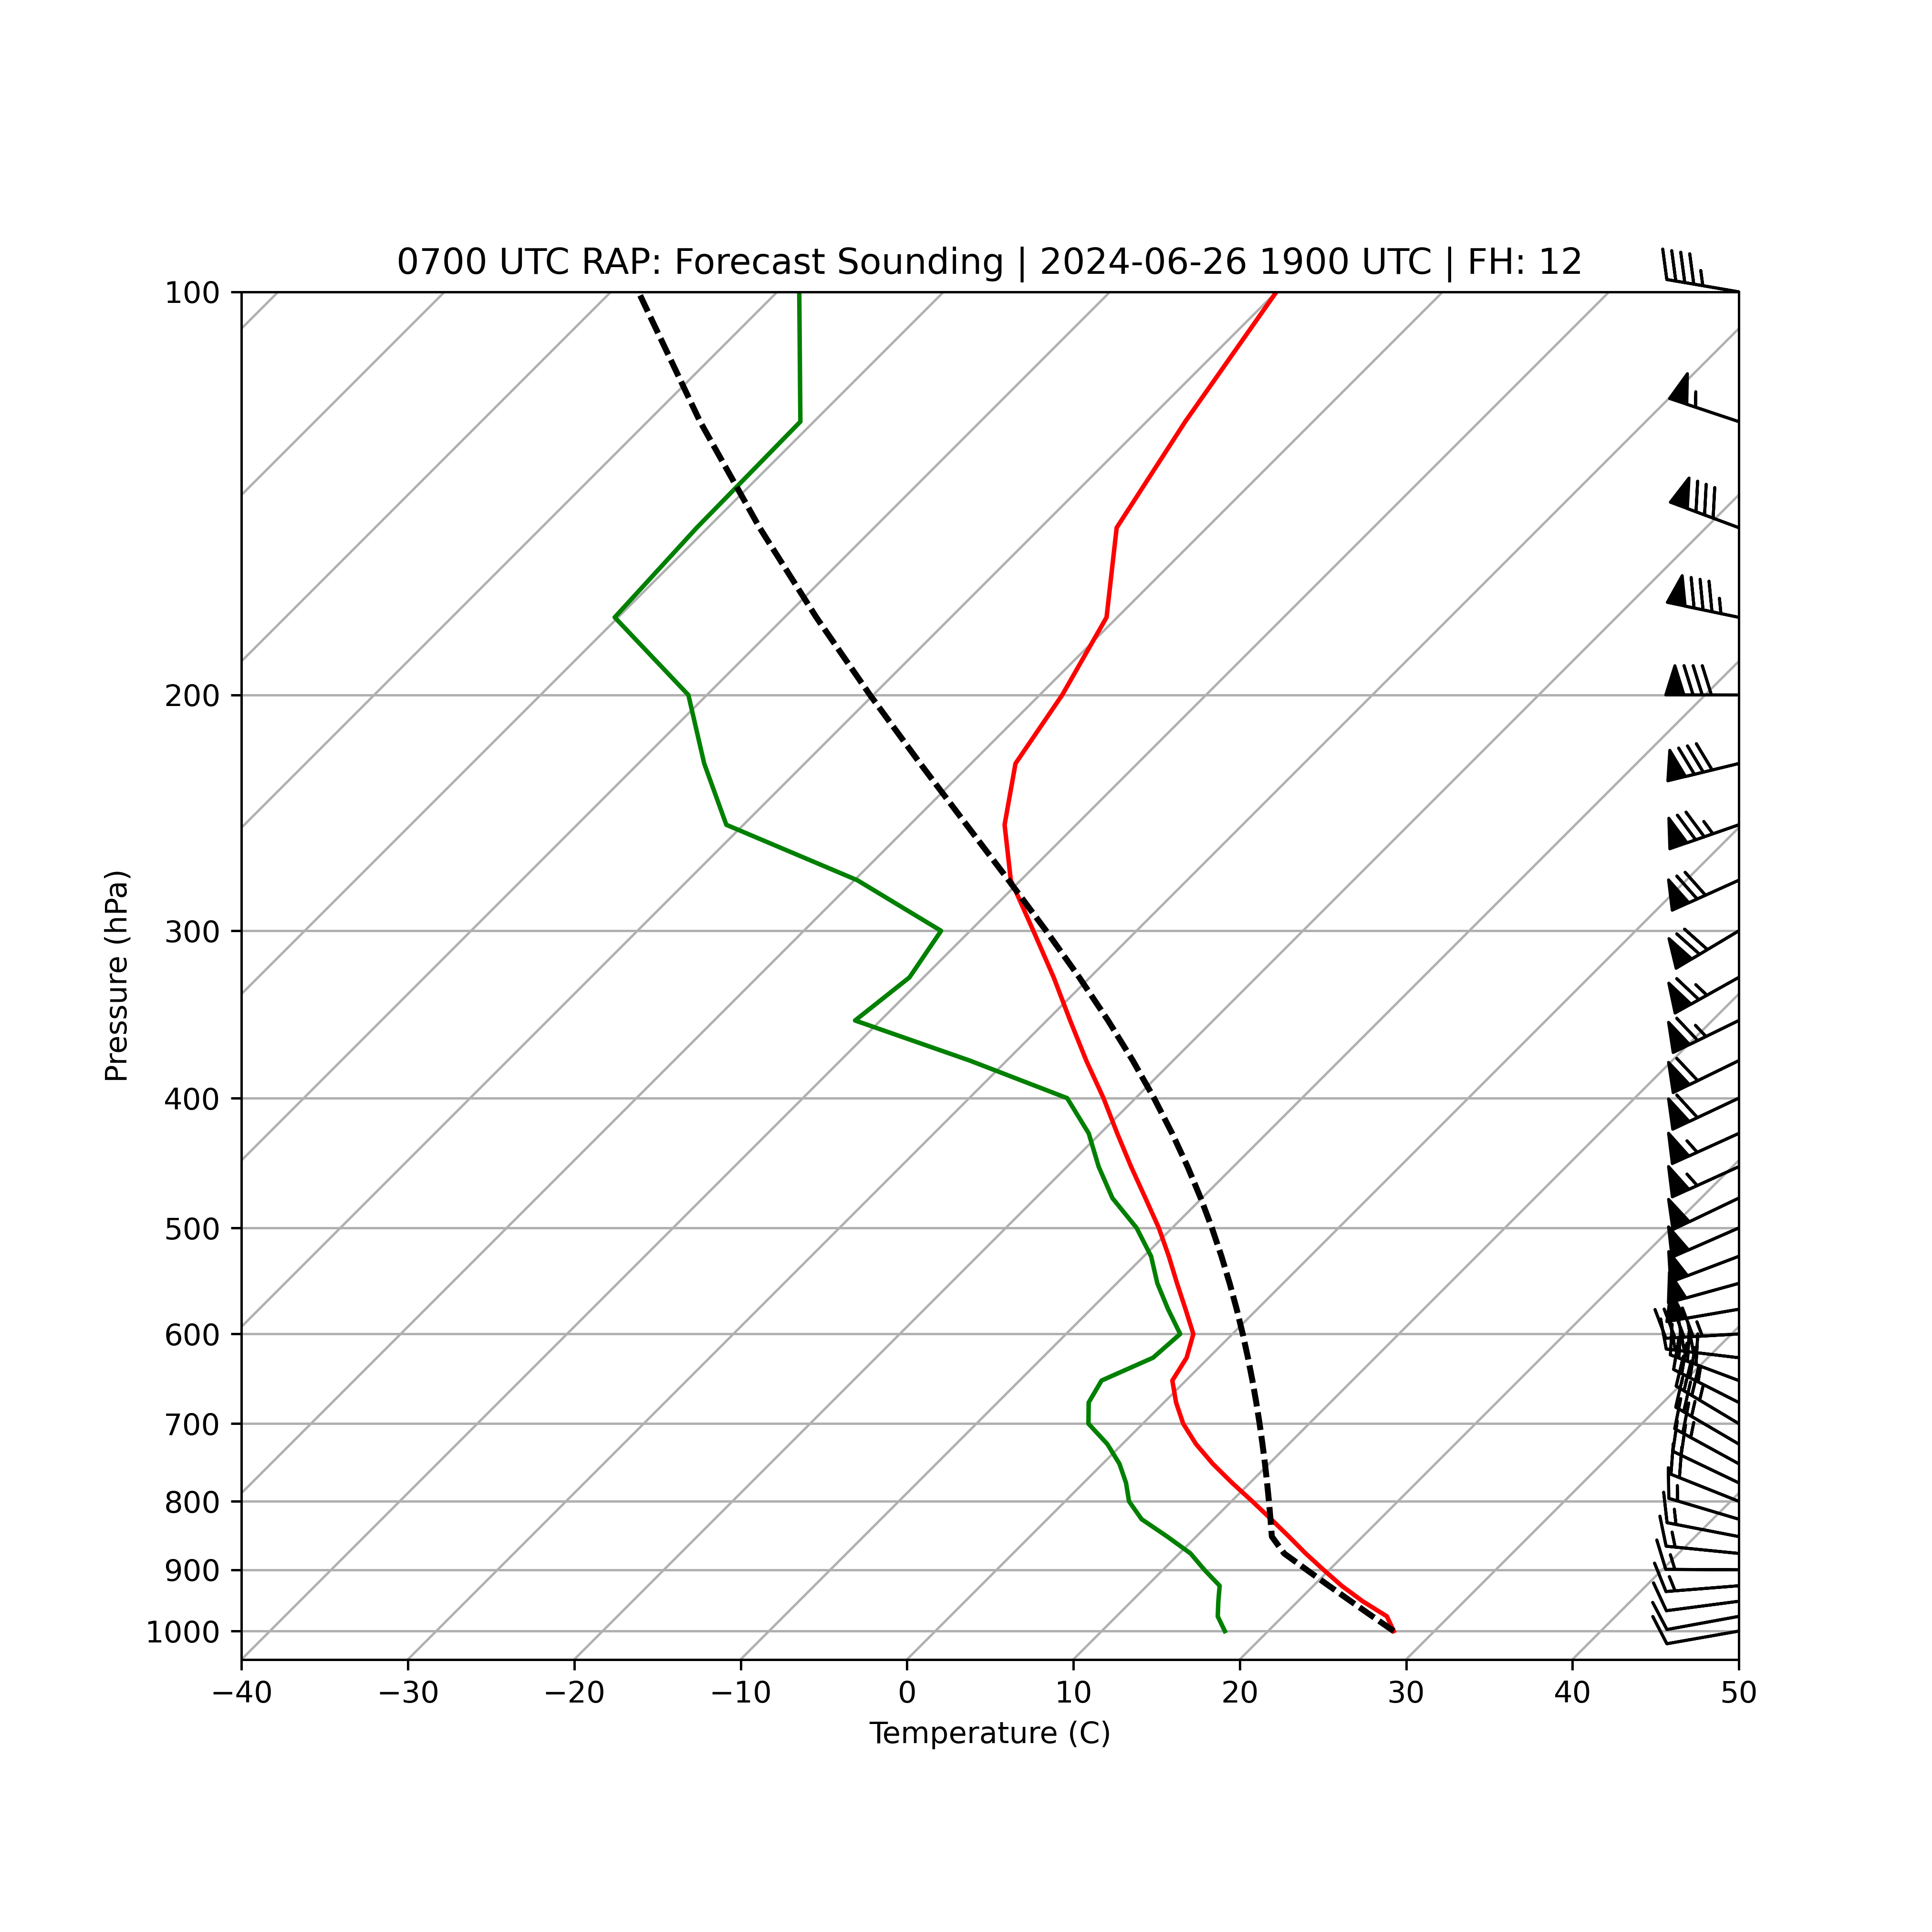 0700 UTC RAP: Forecast Sounding | 2024-06-26 1900 UTC | FH: 12
100
200
300
400
500
600
700
800
900
1000
Pressure (hPa)
−40 −30 −20 −10 0 10 20 30 40 50
Temperature (C)